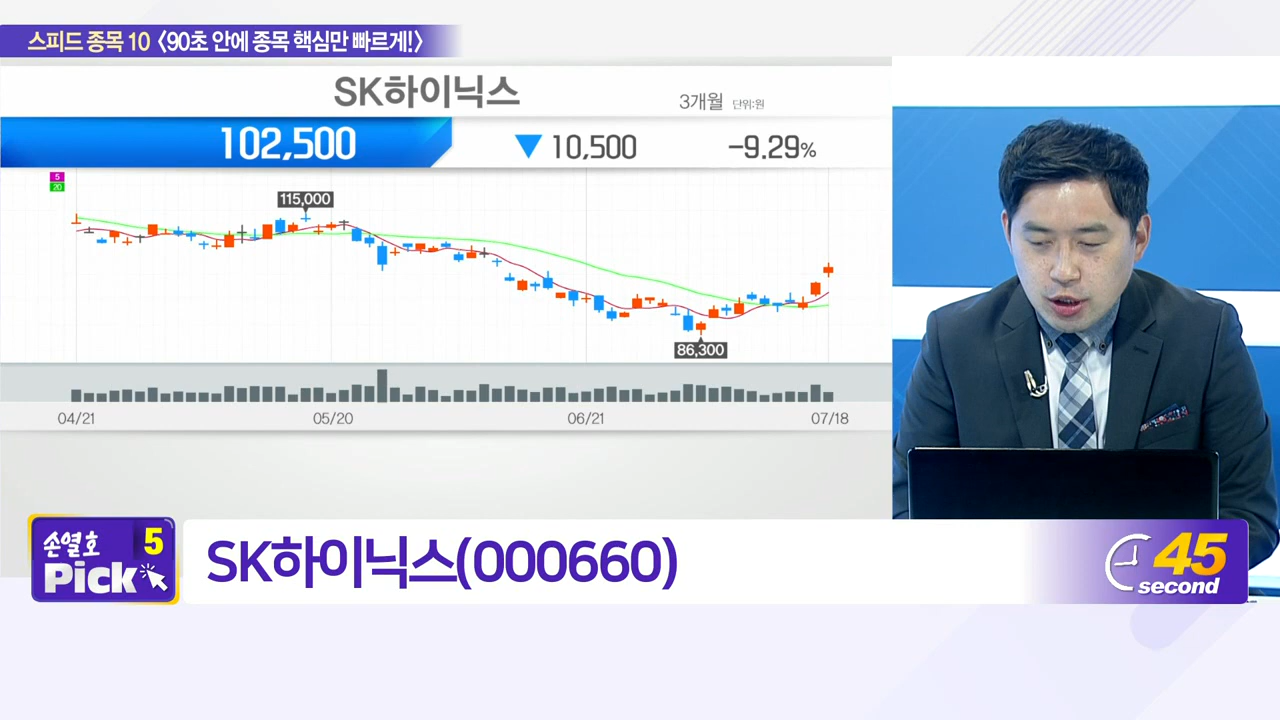 스피드 종목 10 〈90초 안에 종목 핵심만 빠르게!〉
SK하이닉스
3개월 단위:원
102,500 ▼ 10,500 -9.29%
5
20
115,000
86,300
04/21 05/20 06/21 07/18
손열호 5
Pick
SK하이닉스(000660)
45
second